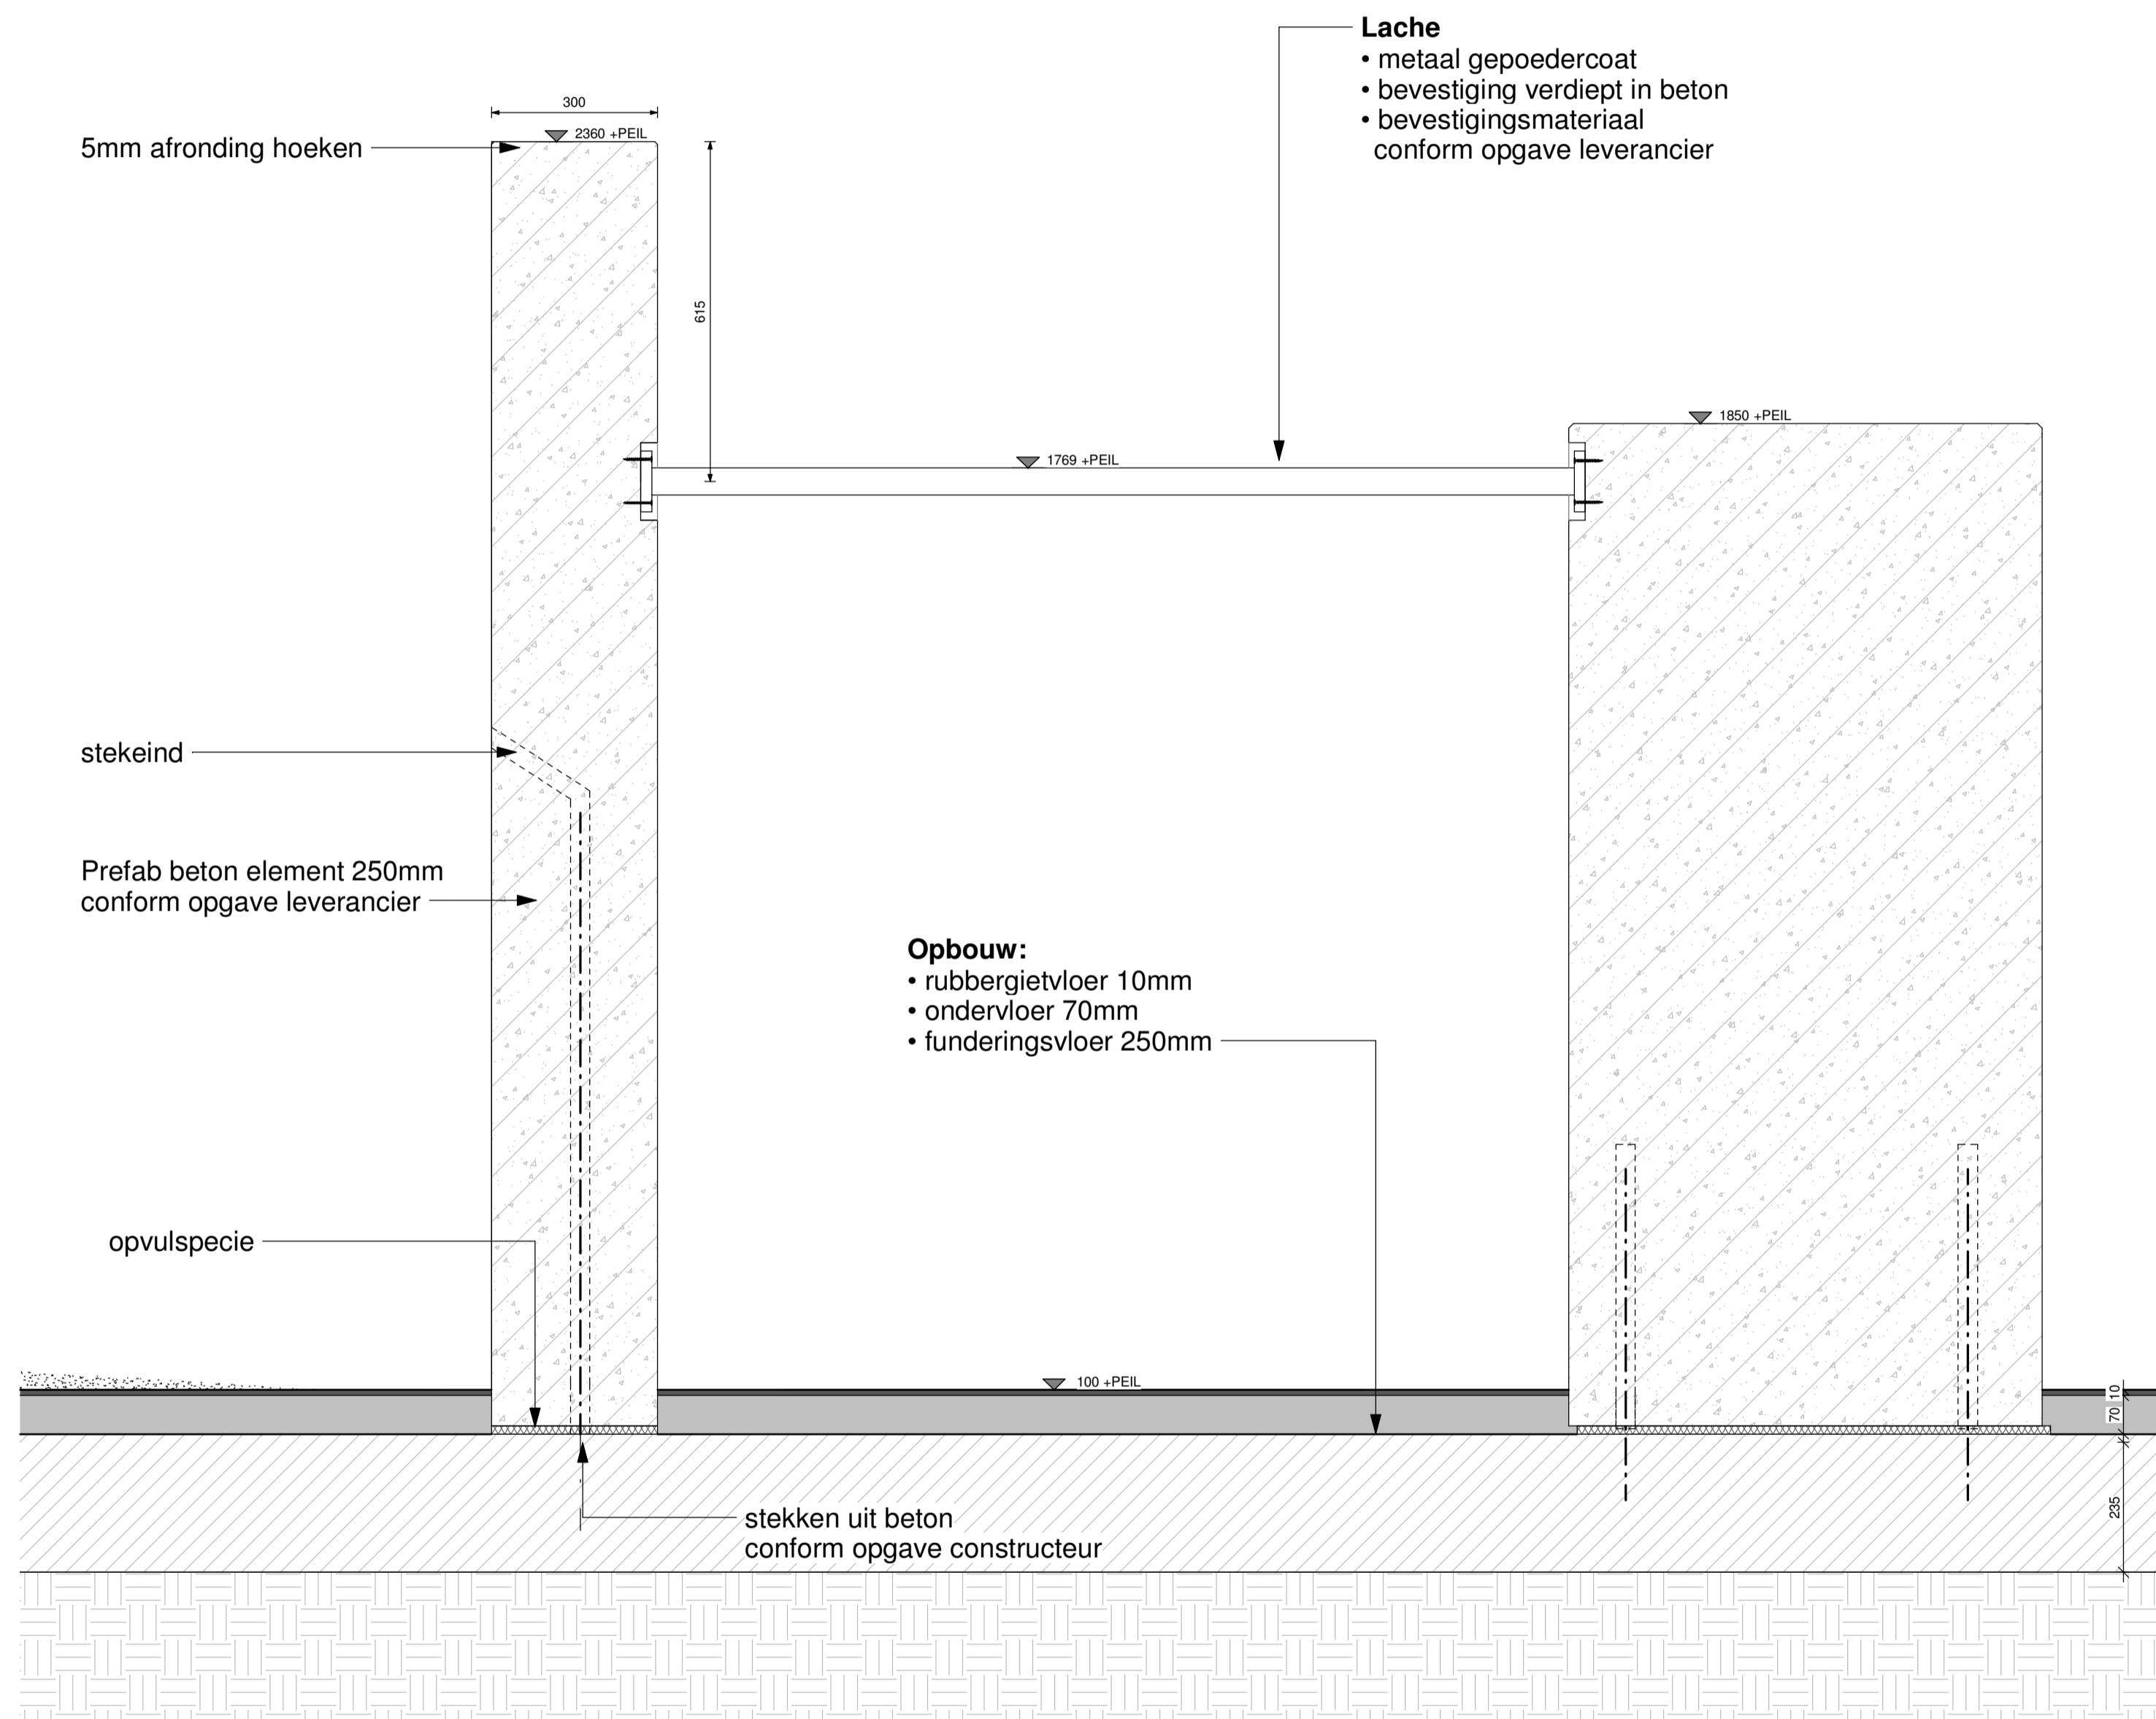 Lache
• metaal gepoedercoat
• bevestiging verdiept in beton
• bevestigingsmateriaal
conform opgave leverancier
300
2360 +PEIL
5mm afronding hoeken
615
1850 +PEIL
1769 +PEIL
stekeind
Prefab beton element 250mm
conform opgave leverancier
Opbouw:
• rubbergietvloer 10mm
• ondervloer 70mm
• funderingsvloer 250mm
opvulspecie
100 +PEIL
10
70
235
stekken uit beton
conform opgave constructeur